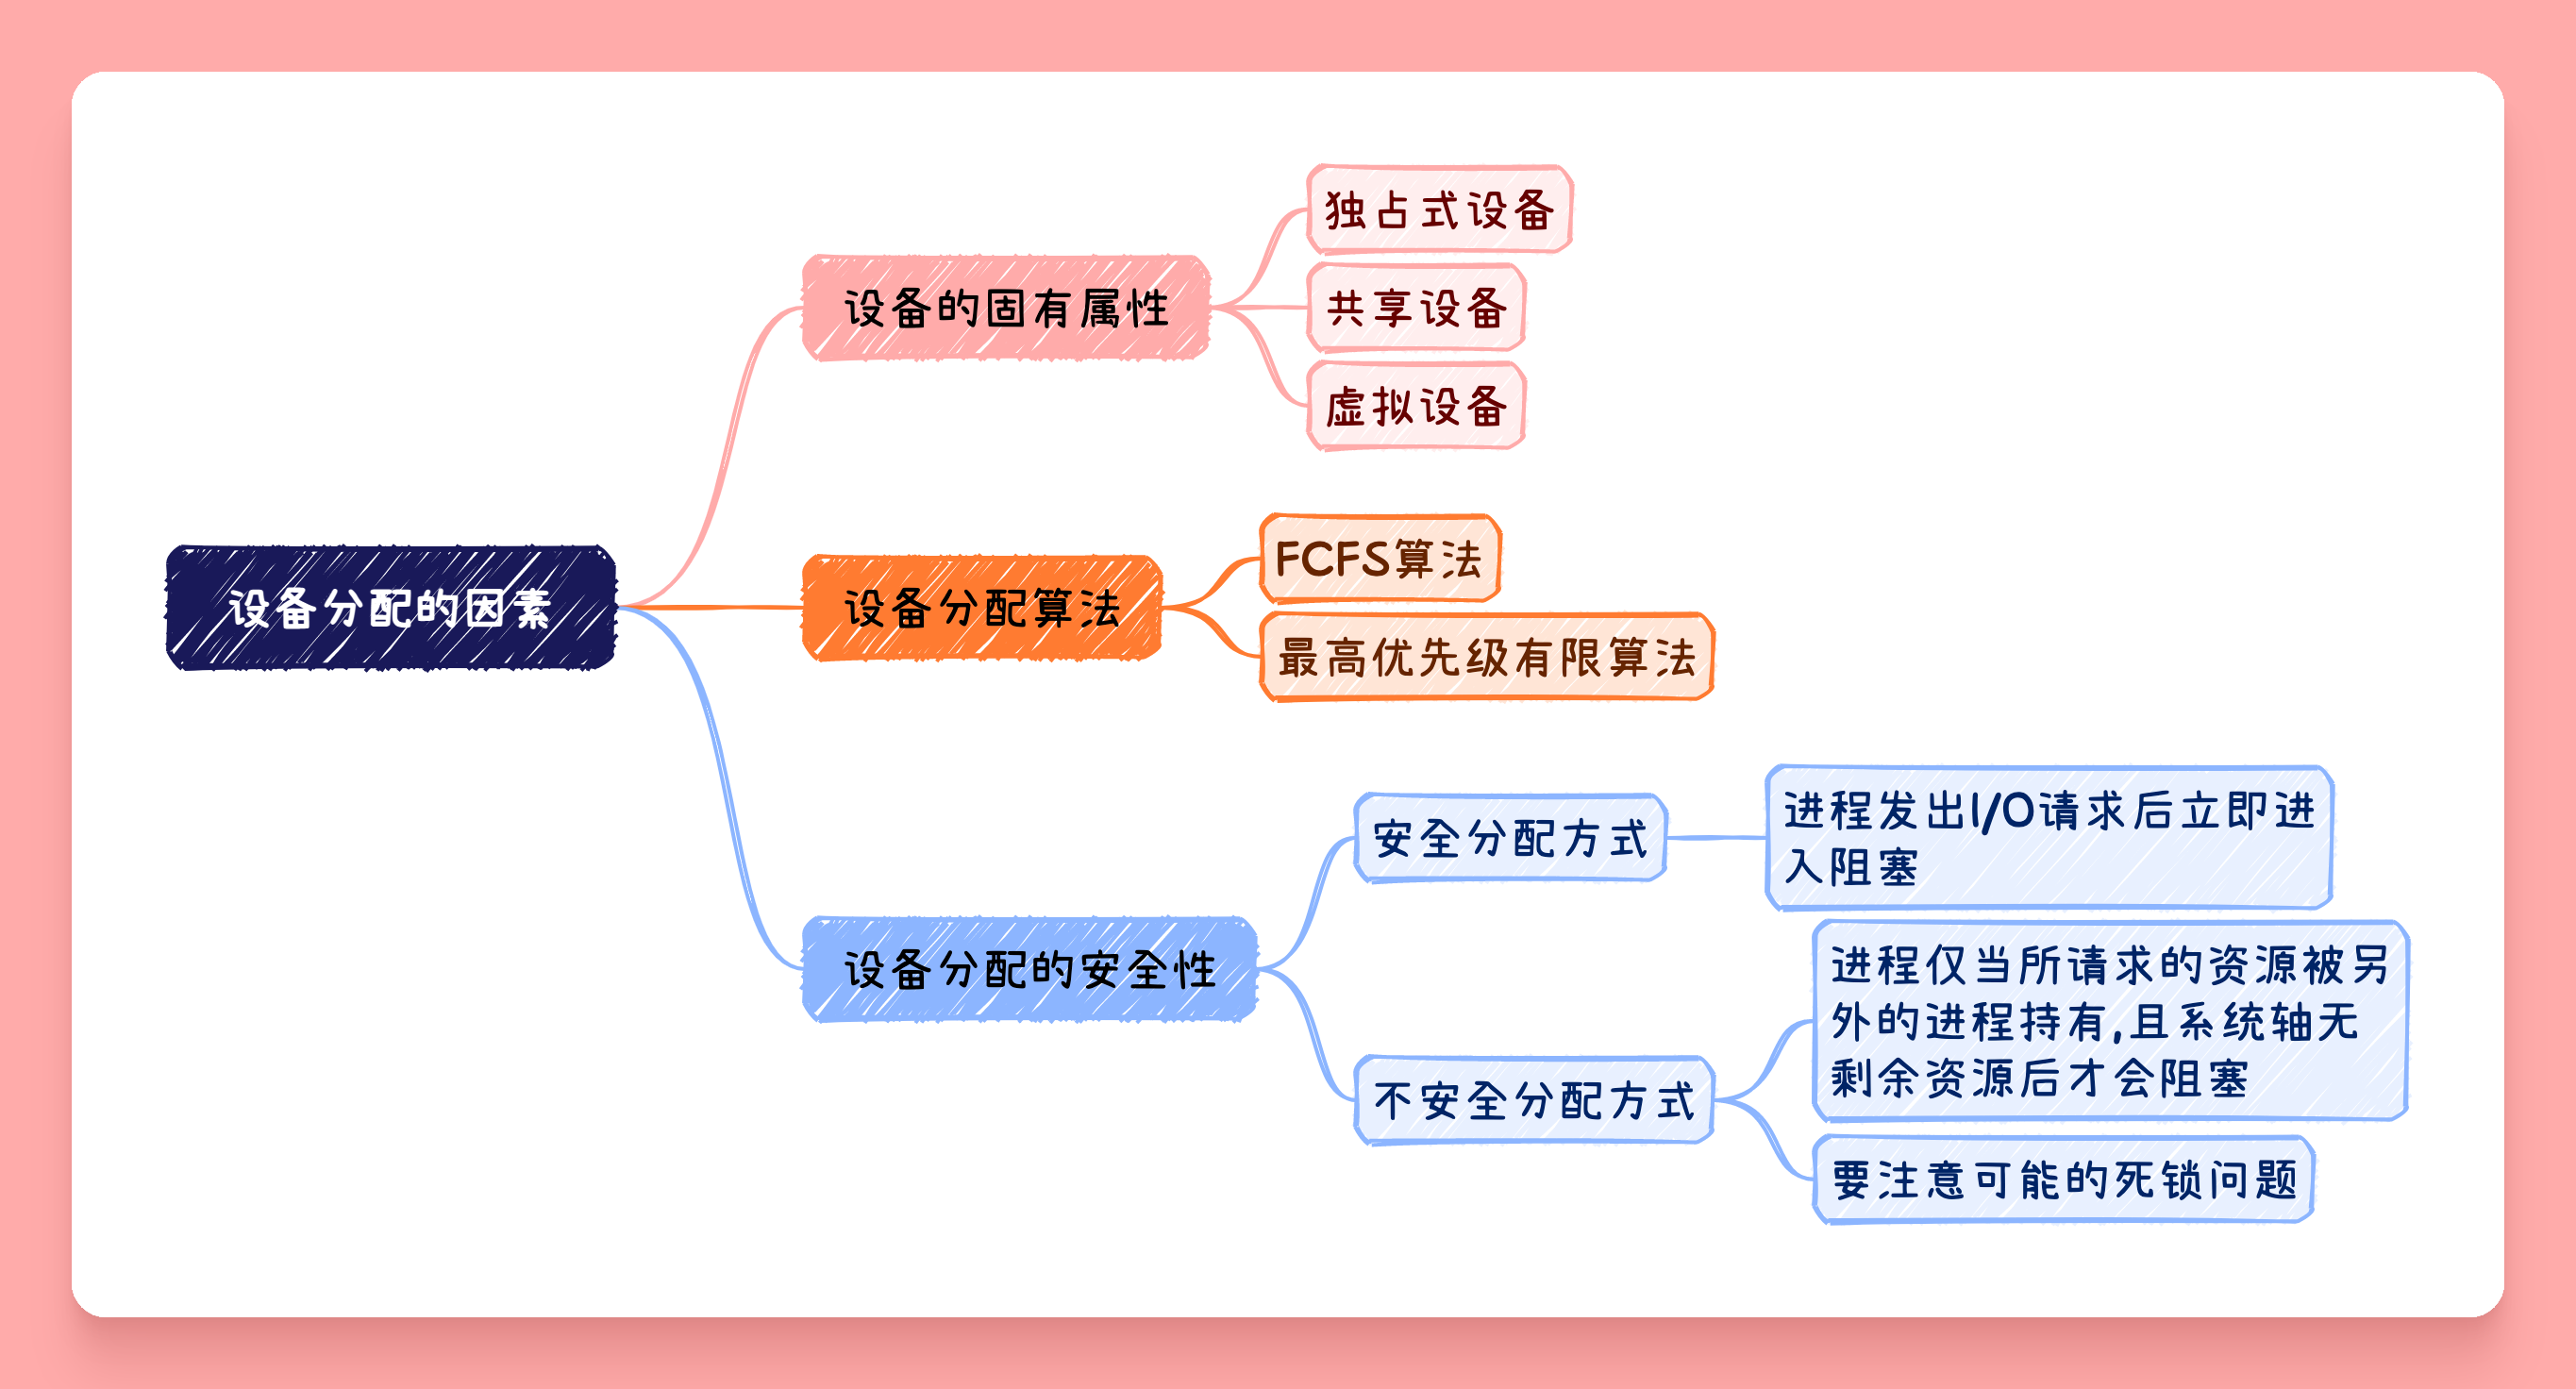 设备分配的因素
设备的固有属性
独占式设备
共享设备
虚拟设备
设备分配算法
FCFS算法
最高优先级有限算法
设备分配的安全性
安全分配方式
进程发出I/O请求后立即进
入阻塞
不安全分配方式
进程仅当所请求的资源被另
外的进程持有,且系统轴无
剩余资源后才会阻塞
要注意可能的死锁问题